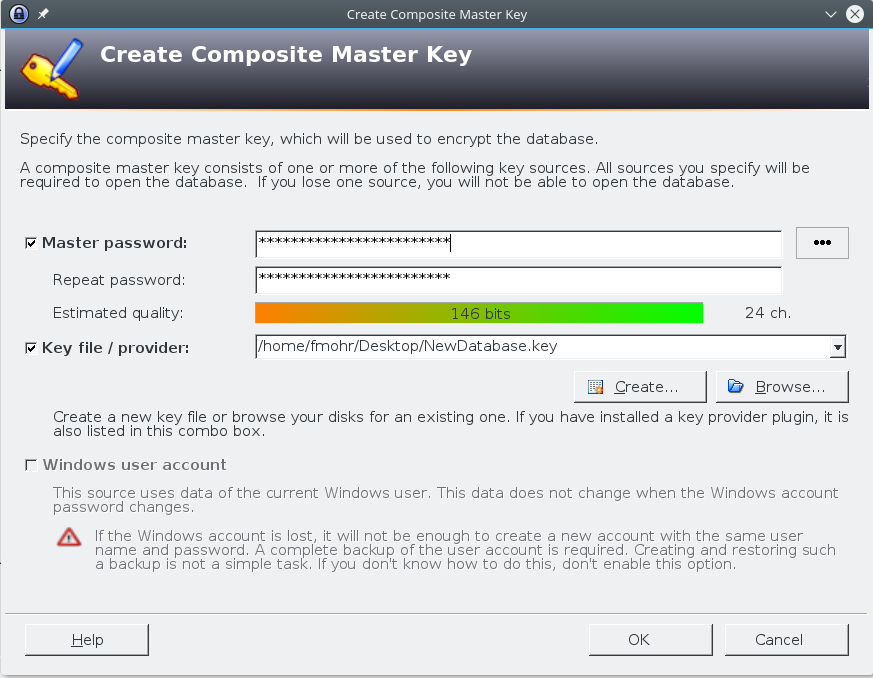 Create Composite Master Key
Create Composite Master Key
Specify the composite master key, which will be used to encrypt the database.
A composite master key consists of one or more of the following key sources. All sources you specify will be
required to open the database.  If you lose one source, you will not be able to open the database.
Master password: ************************ •••
Repeat password: ************************
Estimated quality: 146 bits 24 ch.
Key file / provider: /home/fmohr/Desktop/NewDatabase.key
Create... Browse...
Create a new key file or browse your disks for an existing one. If you have installed a key provider plugin, it is
also listed in this combo box.
Windows user account
This source uses data of the current Windows user. This data does not change when the Windows account
password changes.
If the Windows account is lost, it will not be enough to create a new account with the same user
name and password. A complete backup of the user account is required. Creating and restoring such
a backup is not a simple task. If you don't know how to do this, don't enable this option.
Help OK Cancel